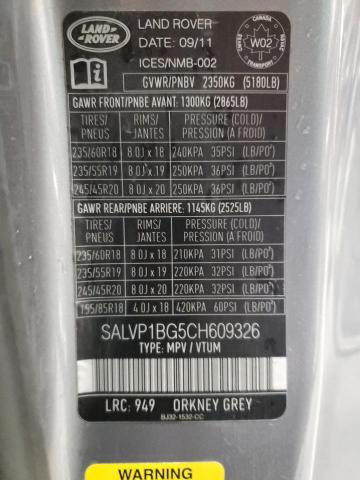 LAND ROVER
LAND ROVER
DATE: 09/11
ICES/NMB-002
CANADA
W02
GVWR/PNBV 2350KG (5180LB)
GAWR FRONT/PNBE AVANT: 1300KG (2865LB)
TIRES/ RIMS/ PRESSURE (COLD)/
PNEUS JANTES (PRESSION A FROID)
235/60R18 8.0J x 18 240KPA 35PSI (LB/PO²)
235/55R19 8.0J x 19 250KPA 36PSI (LB/PO²)
245/45R20 8.0J x 20 250KPA 36PSI (LB/PO²)
GAWR REAR/PNBE ARRIERE: 1145KG (2525LB)
TIRES/ RIMS/ PRESSURE (COLD)/
PNEUS JANTES (PRESSION A FROID)
235/60R18 8.0J x 18 210KPA 31PSI (LB/PO²)
235/55R19 8.0J x 19 220KPA 32PSI (LB/PO²)
245/45R20 8.0J x 20 220KPA 32PSI (LB/PO²)
T55/85R18 4.0J x 18 420KPA 60PSI (LB/PO²)
SALVP1BG5CH609326
TYPE: MPV / VTUM
LRC: 949 ORKNEY GREY
BJ32-1532-CC
WARNING